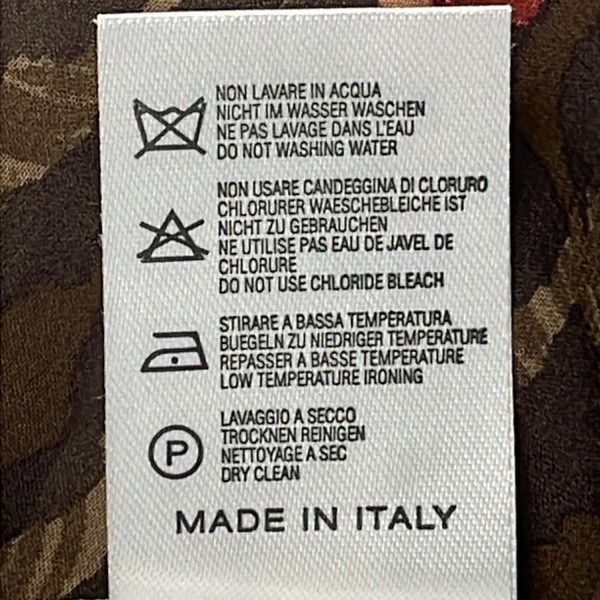 NON LAVARE IN ACQUA
NICHT IM WASSER WASCHEN
NE PAS LAVAGE DANS L'EAU
DO NOT WASHING WATER
NON USARE CANDEGGINA DI CLORURO
CHLORURER WAESCHEBLEICHE IST
NICHT ZU GEBRAUCHEN
NE UTILISE PAS EAU DE JAVEL DE
CHLORURE
DO NOT USE CHLORIDE BLEACH
STIRARE A BASSA TEMPERATURA
BUEGELN ZU NIEDRIGER TEMPERATURE
REPASSER A BASSE TEMPERATURE
LOW TEMPERATURE IRONING
P
LAVAGGIO A SECCO
TROCKNEN REINIGEN
NETTOYAGE A SEC
DRY CLEAN
MADE IN ITALY